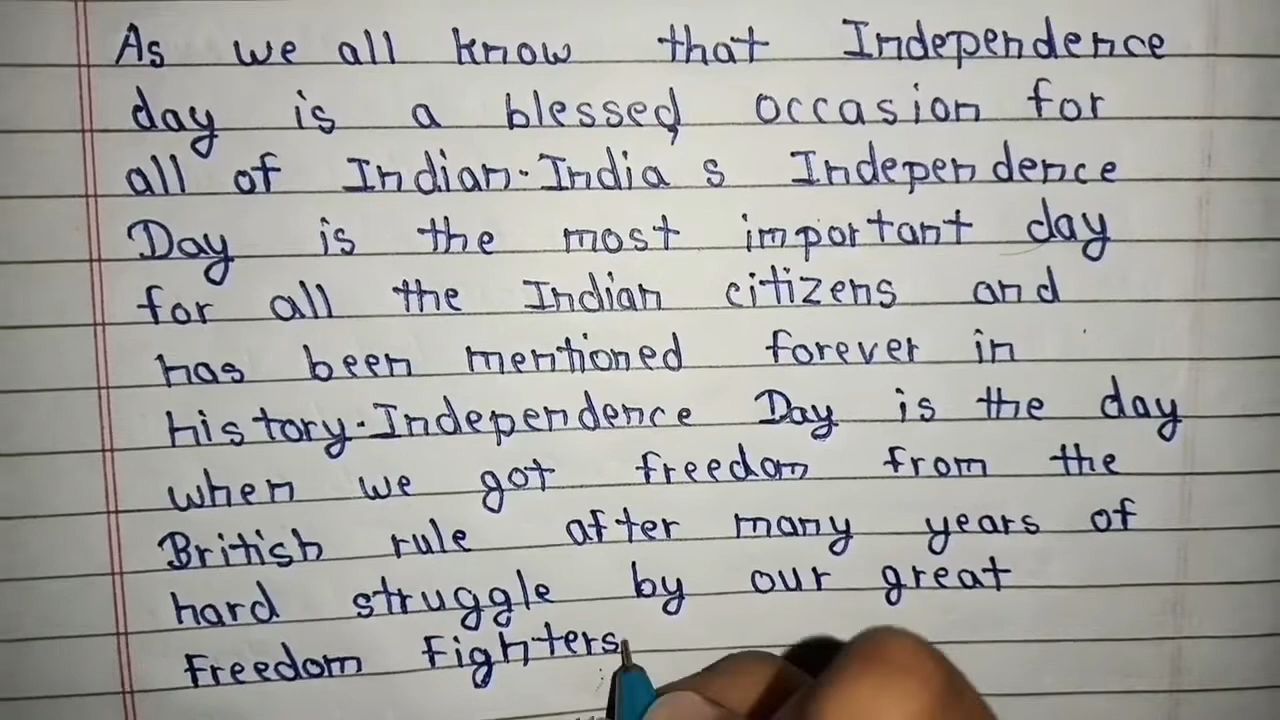 As we all know that Independence
day is a blessed occasion for
all of Indian. India s Independence
Day is the most important day
for all the Indian citizens and
has been mentioned forever in
history. Independence Day is the day
when we got freedom from the
British rule after many years of
hard struggle by our great
Freedom Fighters